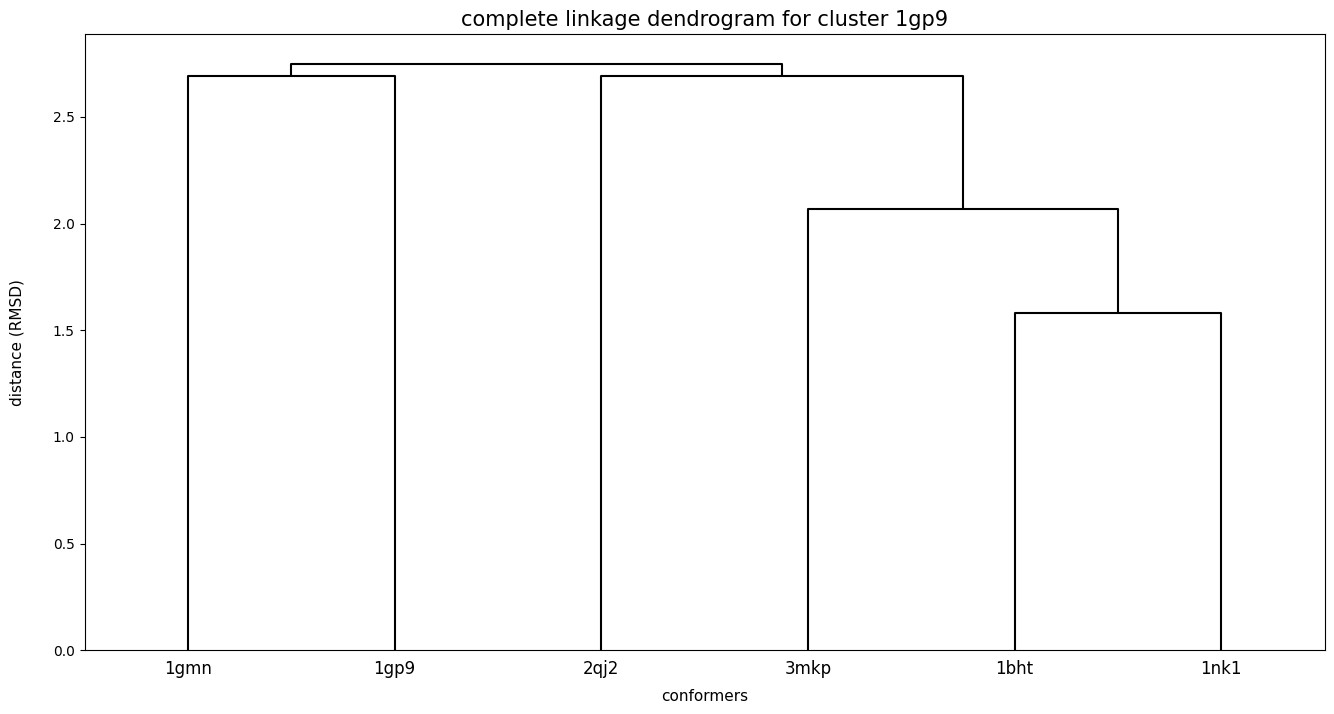 complete linkage dendrogram for cluster 1gp9
distance (RMSD)
2.5
2.0
1.5
1.0
0.5
0.0
1gmn 1gp9 2qj2 3mkp 1bht 1nk1
conformers